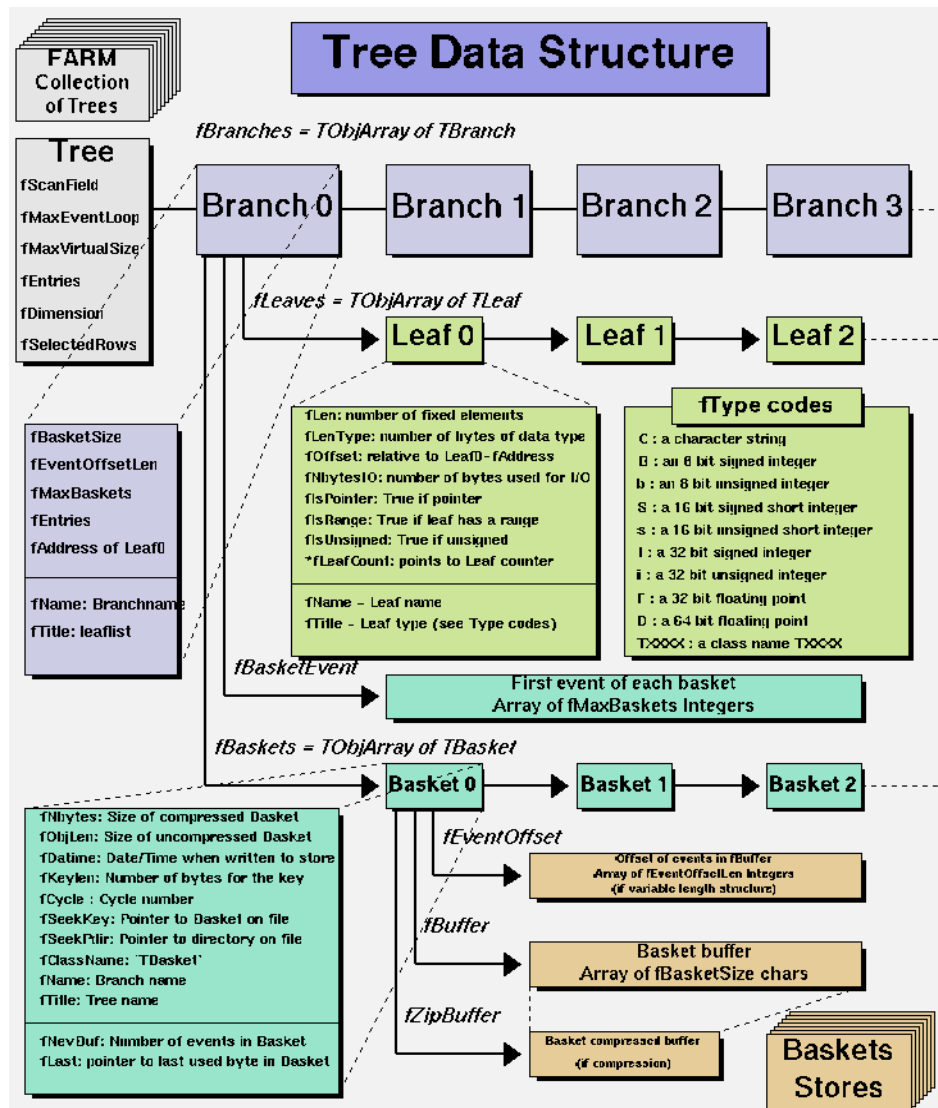 FARM
Collection
of Trees
Tree Data Structure
fBranches = TObjArray of TBranch
Tree
fScanField
fMaxEventLoop
fMaxVirtualSize
fEntries
fDimension
fSelectedRows
Branch 0
Branch 1
Branch 2
Branch 3
fLeaves = TObjArray of TLeaf
Leaf 0
Leaf 1
Leaf 2
fBasketSize
fEventOffsetLen
fMaxBaskets
fEntries
fAddress of Leaf0
fName: Branchname
fTitle: leaflist
fLen: number of fixed elements
fLenType: number of bytes of data type
fOffset: relative to Leaf0-fAddress
fNbytesIO: number of bytes used for I/O
fIsPointer: True if pointer
fIsRange: True if leaf has a range
fIsUnsigned: True if unsigned
*fLeafCount: points to Leaf counter
fName - Leaf name
fTitle - Leaf type (see Type codes)
fType codes
C : a character string
B : an 8 bit signed integer
b : an 8 bit unsigned integer
S : a 16 bit signed short integer
s : a 16 bit unsigned short integer
I : a 32 bit signed integer
i : a 32 bit unsigned integer
F : a 32 bit floating point
D : a 64 bit floating point
TXXXX : a class name TXXXX
fBasketEvent
First event of each basket
Array of fMaxBaskets Integers
fBaskets = TObjArray of TBasket
Basket 0
Basket 1
Basket 2
fNbytes: Size of compressed Basket
fObjLen: Size of uncompressed Basket
fDatime: Date/Time when written to store
fKeylen: Number of bytes for the key
fCycle : Cycle number
fSeekKey: Pointer to Basket on file
fSeekPdir: Pointer to directory on file
fClassName: 'TBasket'
fName: Branch name
fTitle: Tree name
fNevBuf: Number of events in Basket
fLast: pointer to last used byte in Basket
fEventOffset
Offset of events in fBuffer
Array of fEventOffsetLen Integers
(if variable length structure)
fBuffer
Basket buffer
Array of fBasketSize chars
fZipBuffer
Basket compressed buffer
(if compression)
Baskets
Stores